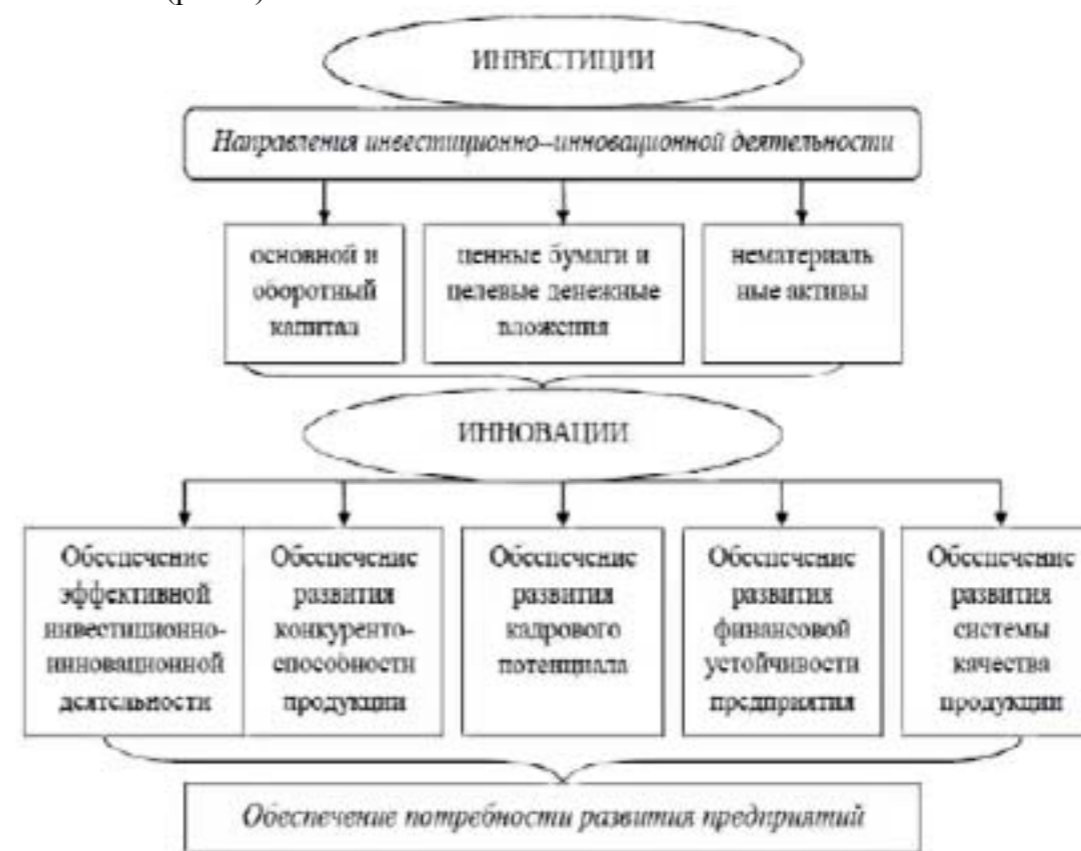 ИНВЕСТИЦИИ
Направления инвестиционно–инновационной деятельности
основной и
оборотный
капитал
ценные бумаги и
целевые денежные
вложения
нематериаль
ные активы
ИННОВАЦИИ
Обеспечение
эффективной
инвестиционно-
инновационной
деятельности
Обеспечение
развития
конкуренто-
способности
продукции
Обеспечение
развития
кадрового
потенциала
Обеспечение
развития
финансовой
устойчивости
предприятия
Обеспечение
развития
системы
качества
продукции
Обеспечение потребности развития предприятий